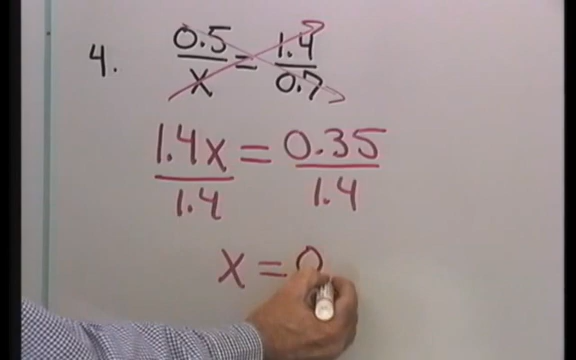 4. 0.5/x = 1.4/0.7
1.4x/1.4 = 0.35/1.4
x = 0